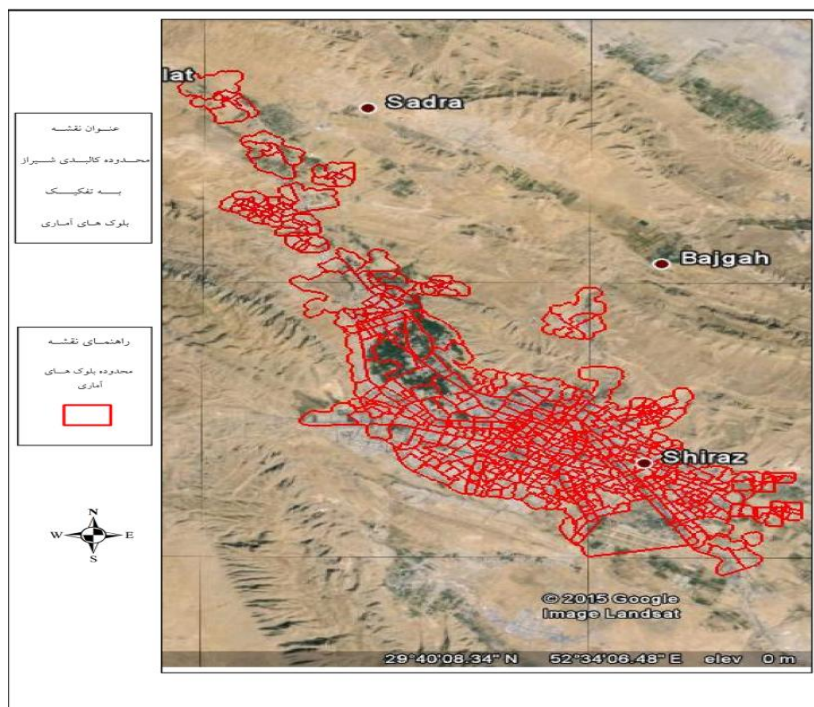 عنوان نقشه
محدوده کالبدی شیراز
به تفکیک
بلوک های آماری
راهنمای نقشه
محدوده بلوک های
آماری
N
W E
S
lat
Sadra
Bajgah
Shiraz
© 2015 Google
Image Landsat
29°40'08.34" N 52°34'06.48" E elev 0 m